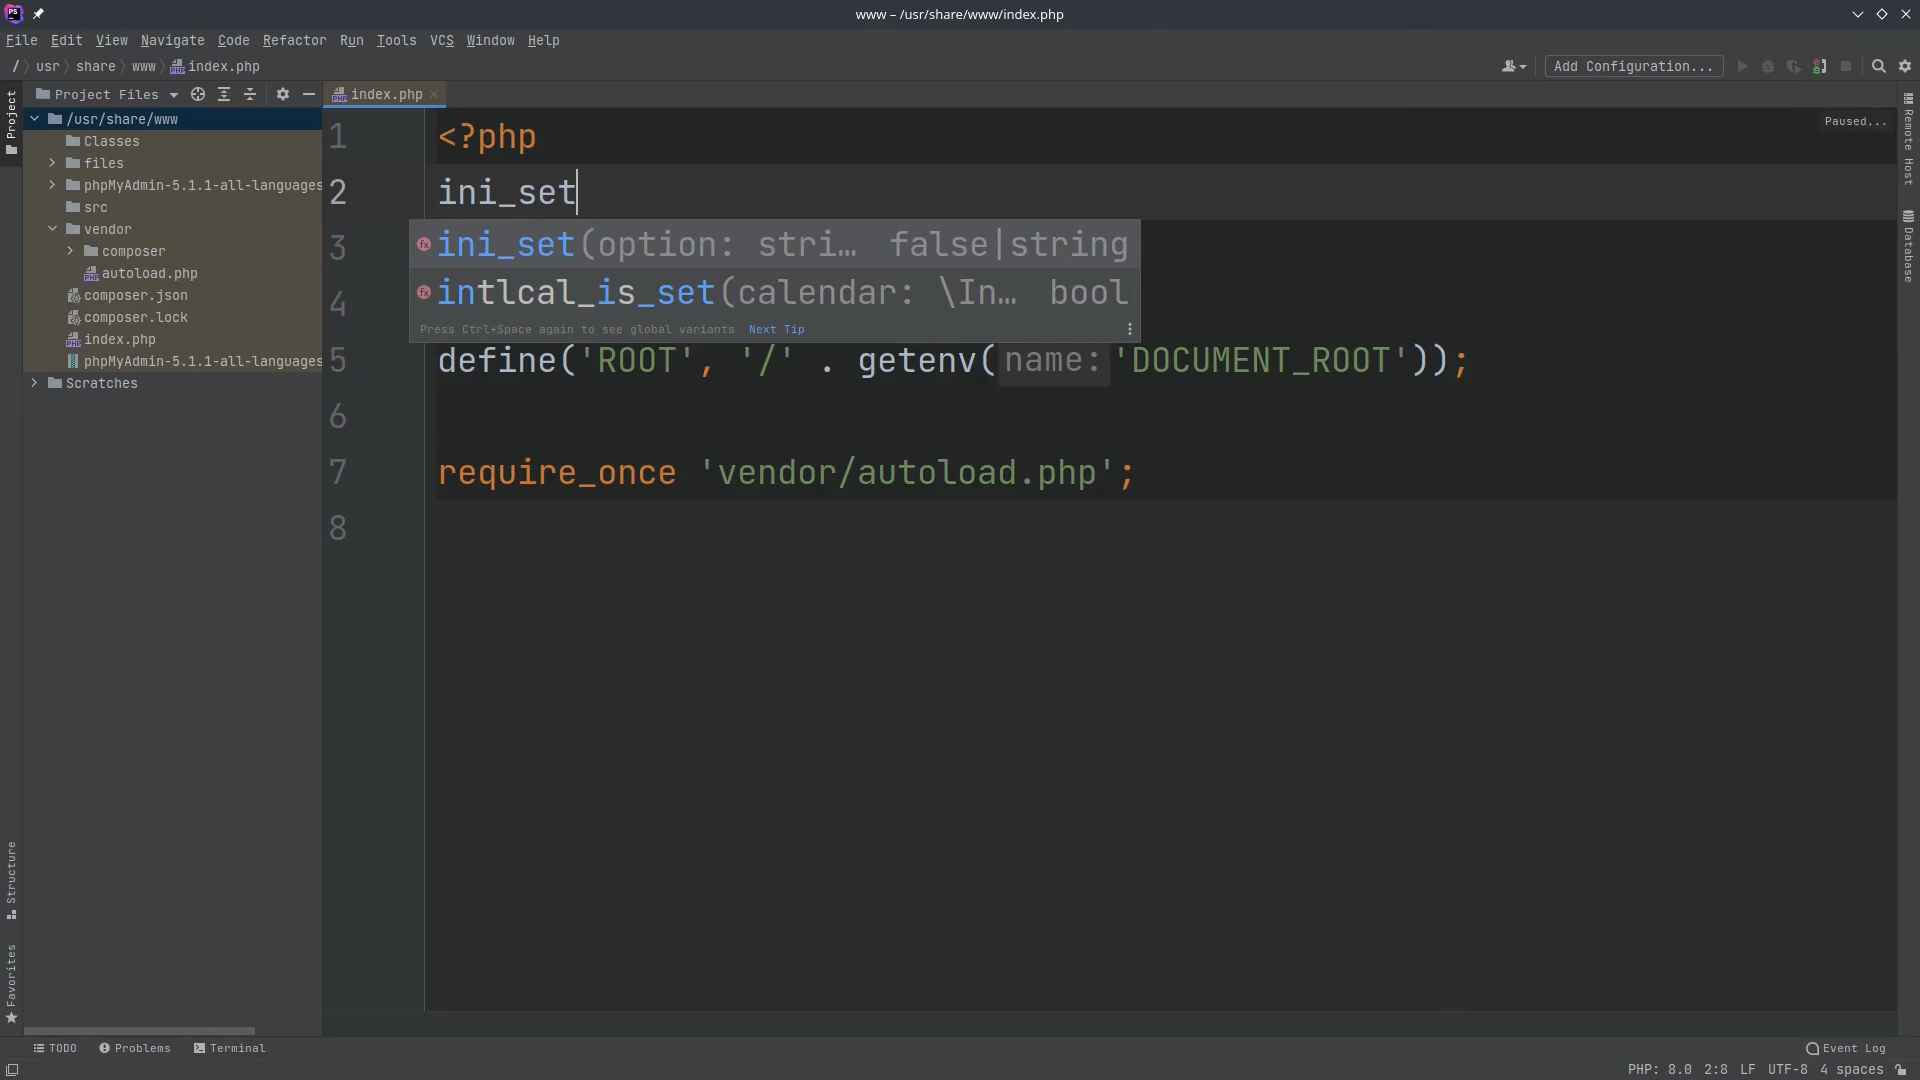 PS
www – /usr/share/www/index.php
File Edit View Navigate Code Refactor Run Tools VCS Window Help
/ usr share www index.php
Add Configuration...
Project
Project Files
index.php
/usr/share/www
Classes
files
phpMyAdmin-5.1.1-all-languages
src
vendor
composer
autoload.php
composer.json
composer.lock
index.php
phpMyAdmin-5.1.1-all-languages
Scratches
1 <?php
Paused...
2 ini_set
ini_set(option: stri… false|string
3
intlcal_is_set(calendar: \In… bool
4
Press Ctrl+Space again to see global variants Next Tip
5 define('ROOT', '/' . getenv( name: 'DOCUMENT_ROOT'));
6
7 require_once 'vendor/autoload.php';
8
Remote Host
Database
Structure
Favorites
TODO Problems Terminal
Event Log
PHP: 8.0 2:8 LF UTF-8 4 spaces